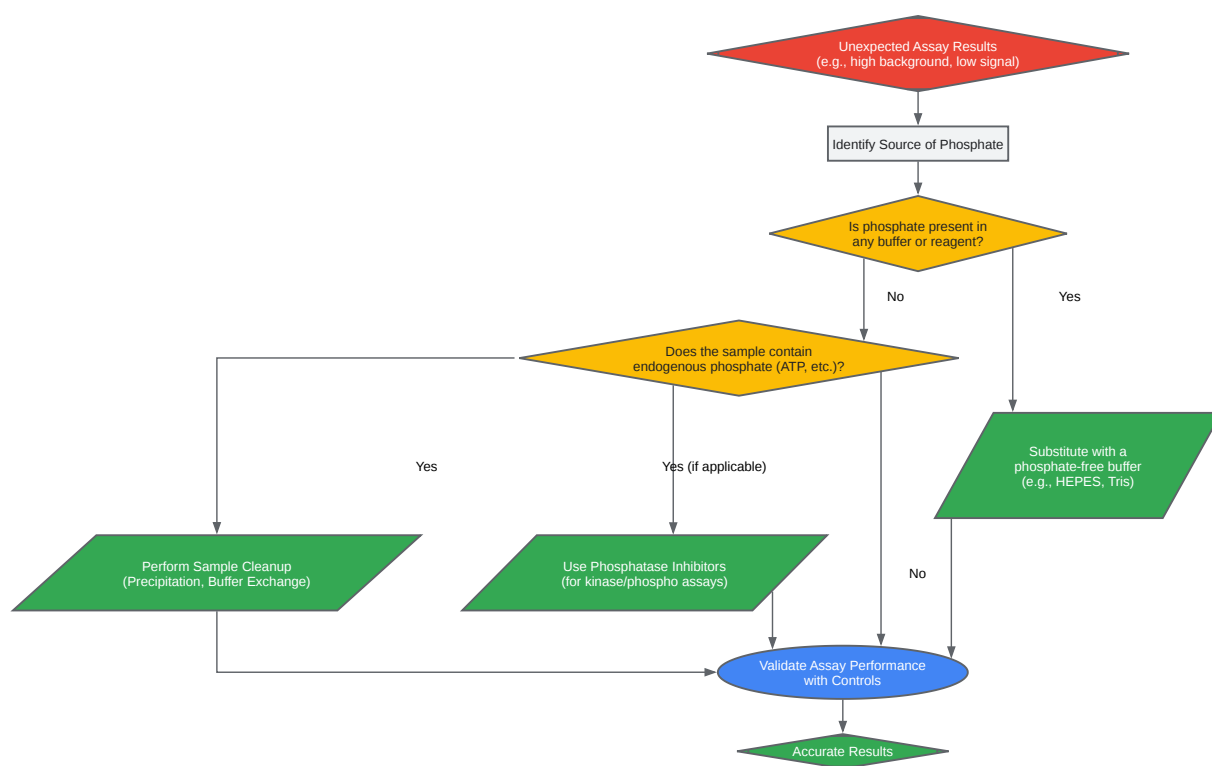 Unexpected Assay Results
(e.g., high background, low signal)
Identify Source of Phosphate
Is phosphate present in
any buffer or reagent?
No
Yes
Does the sample contain
endogenous phosphate (ATP, etc.)?
Yes
Yes (if applicable)
Substitute with a
phosphate-free buffer
(e.g., HEPES, Tris)
Perform Sample Cleanup
(Precipitation, Buffer Exchange)
Use Phosphatase Inhibitors
(for kinase/phospho assays)
No
Validate Assay Performance
with Controls
Accurate Results